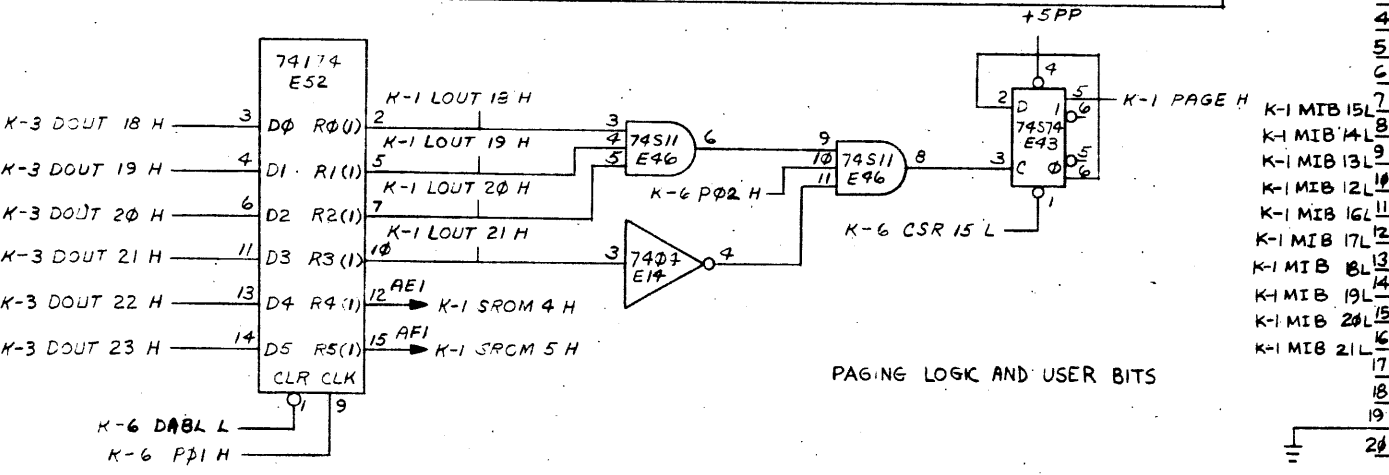 +5PP
4
5
6
74174
E52
K-3 DOUT 18 H 3 DØ RØ(1) 2 K-1 LOUT 18 H
K-3 DOUT 19 H 4 D1 R1(1) 5 K-1 LOUT 19 H
K-3 DOUT 2Ø H 6 D2 R2(1) 7 K-1 LOUT 2Ø H
K-3 DOUT 21 H 11 D3 R3(1) 1Ø K-1 LOUT 21 H
K-3 DOUT 22 H 13 D4 R4(1) 12 AE1 K-1 SROM 4 H
K-3 DOUT 23 H 14 D5 R5(1) 15 AF1 K-1 SROM 5 H
CLR CLK
1 9
K-6 DABL L
K-6 PØ1 H
3 4 5 74S11 E46 6
3 E14 4
9 1Ø 11 74S11 E46 8
K-6 PØ2 H
4
2 D 1 5 6 K-1 PAGE H
74S74
E43
3 C Ø 5 6
1
K-6 CSR 15 L
PAGING LOGIC AND USER BITS
K-1 MIB 15L 7
K-1 MIB 14L 8
K-1 MIB 13L 9
K-1 MIB 12L 1Ø
K-1 MIB 16L 11
K-1 MIB 17L 12
K-1 MIB 18L 13
K-1 MIB 19L 14
K-1 MIB 2ØL 15
K-1 MIB 21L 16
17
18
19
2Ø